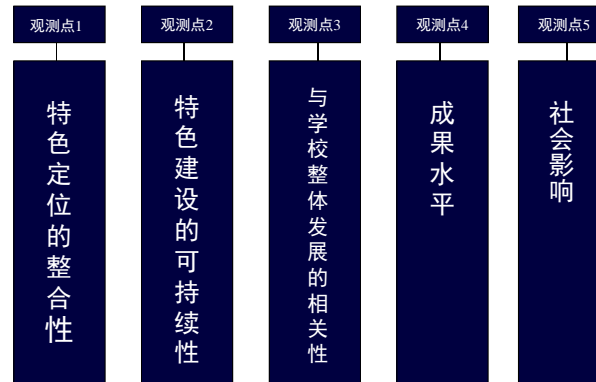 观测点1
特色定位的整合性
观测点2
特色建设的可持续性
观测点3
与学校整体发展的相关性
观测点4
成果水平
观测点5
社会影响